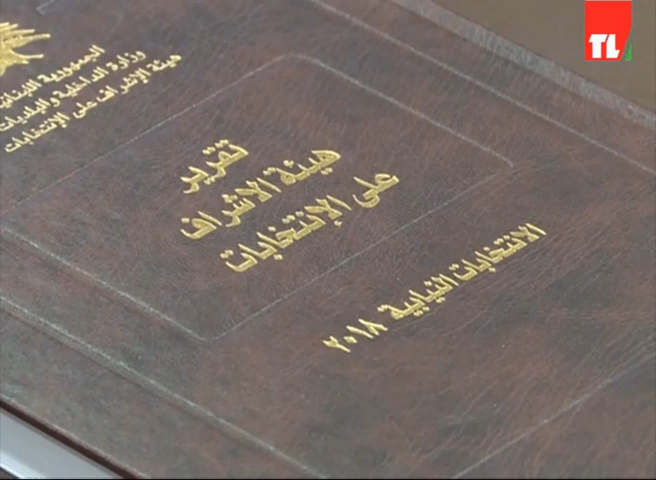 الجمهورية اللبنانية
وزارة الداخلية والبلديات
هيئة الإشراف على الإنتخابات
تقرير
هيئة الاشراف
على الإنتخابات
الانتخابات النيابية ٢٠١٨
TL